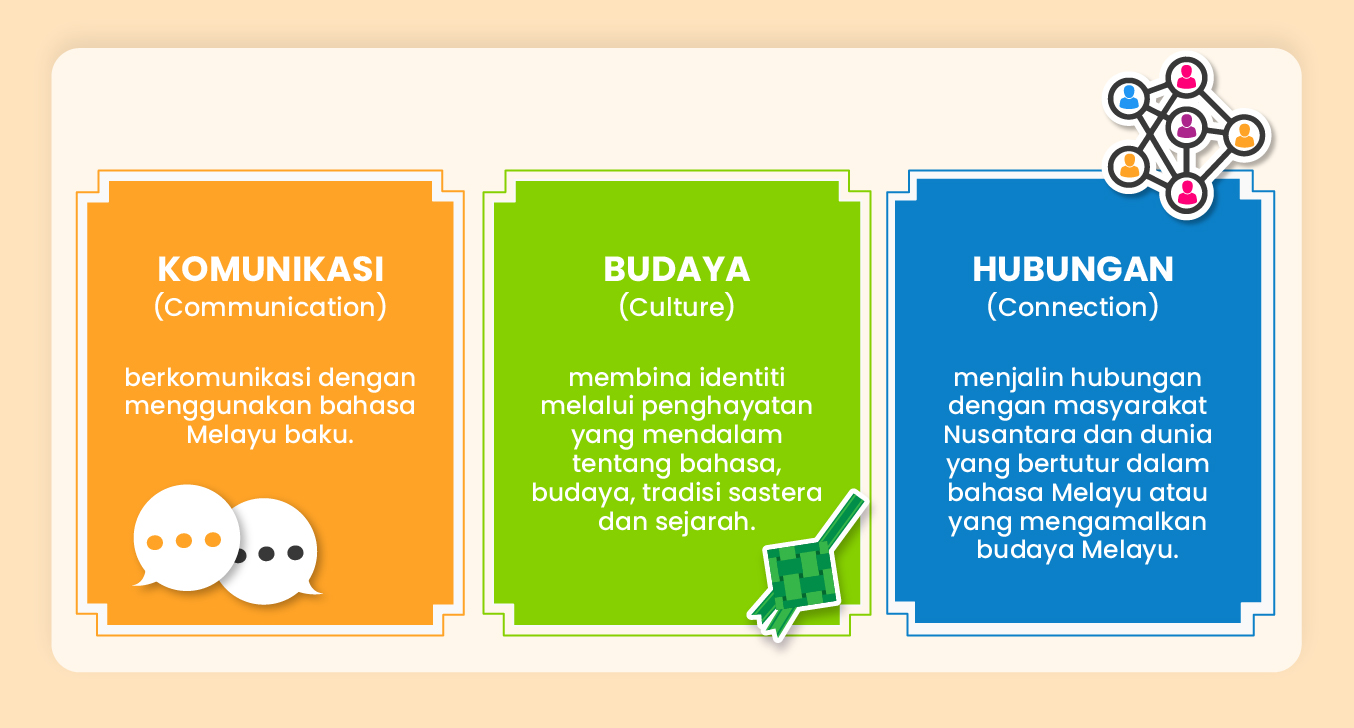 KOMUNIKASI
(Communication)
berkomunikasi dengan
menggunakan bahasa
Melayu baku.
BUDAYA
(Culture)
membina identiti
melalui penghayatan
yang mendalam
tentang bahasa,
budaya, tradisi sastera
dan sejarah.
HUBUNGAN
(Connection)
menjalin hubungan
dengan masyarakat
Nusantara dan dunia
yang bertutur dalam
bahasa Melayu atau
yang mengamalkan
budaya Melayu.